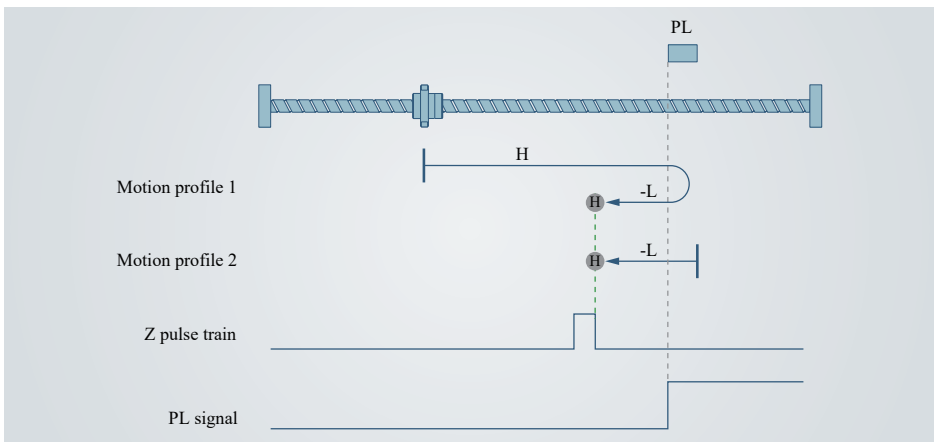 PL
H
Motion profile 1
-L
H
Motion profile 2
H
-L
Z pulse train
PL signal